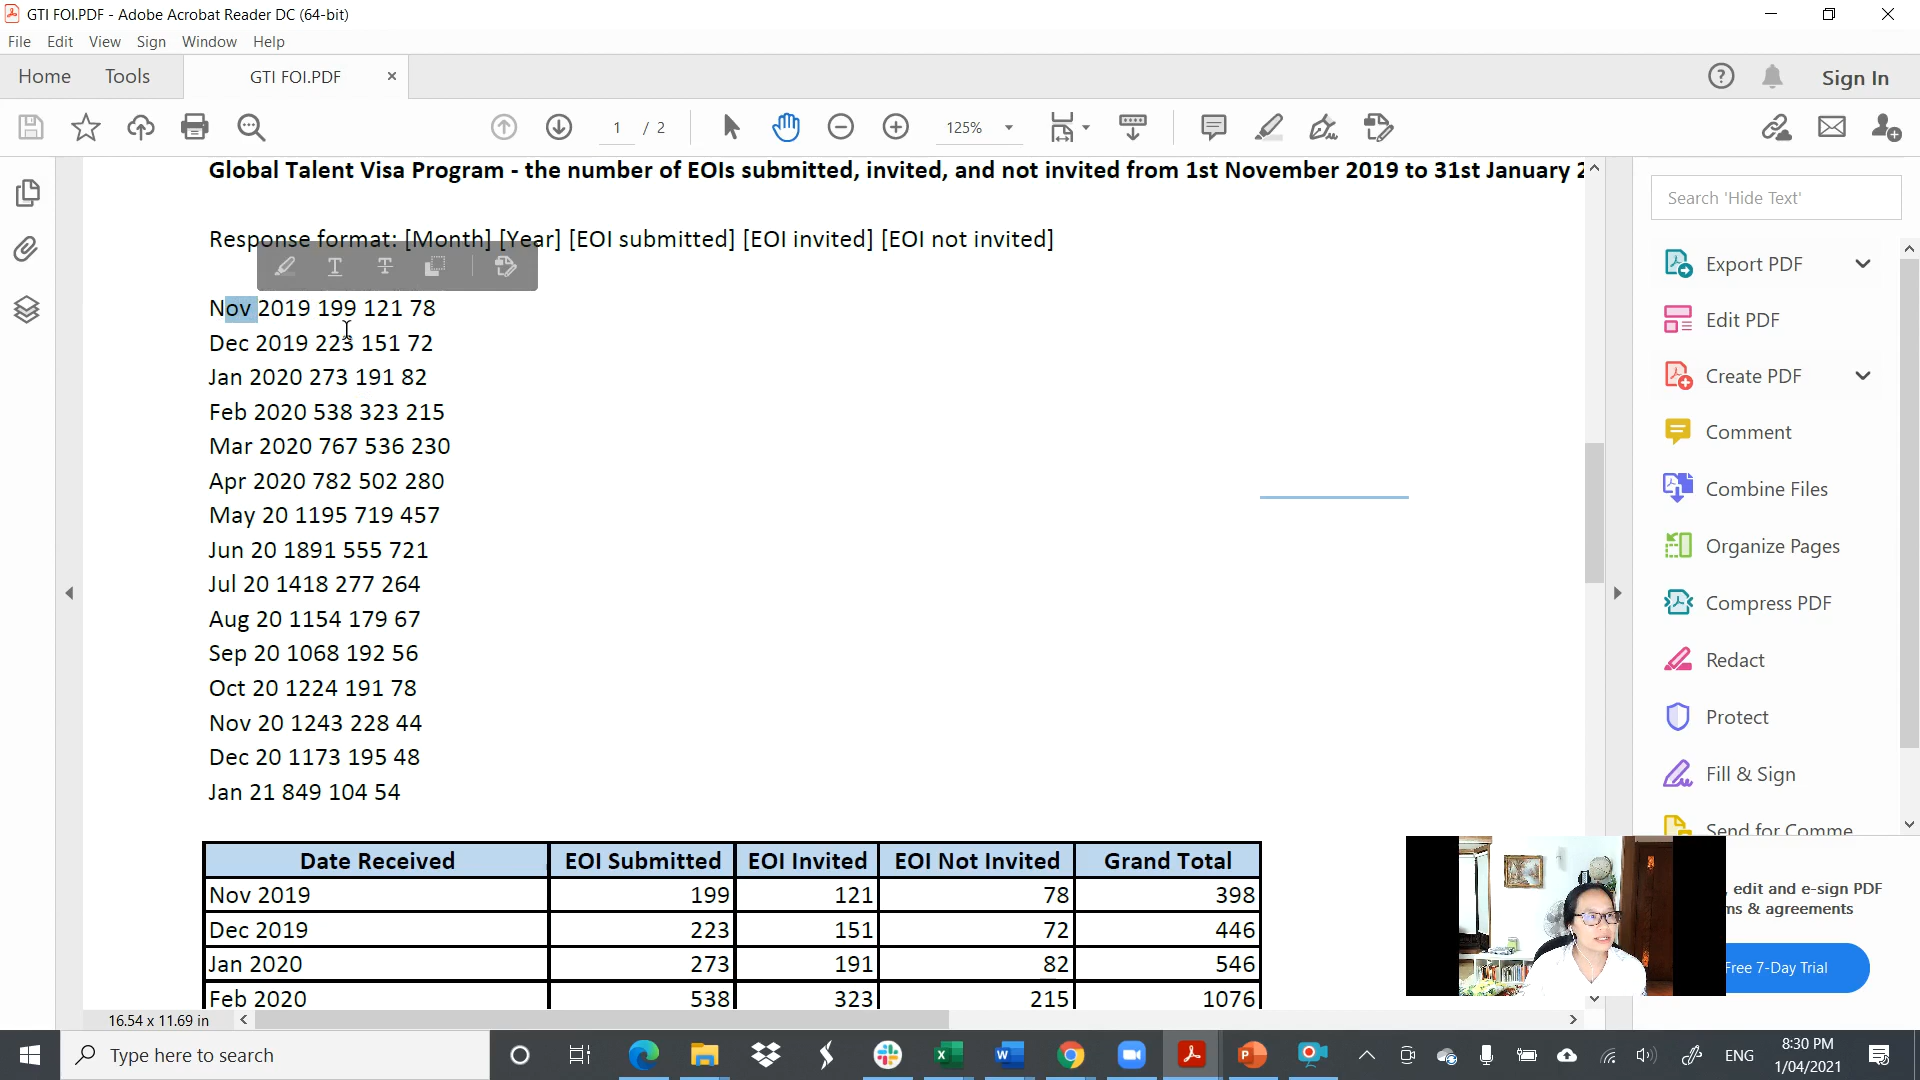 GTI FOI.PDF - Adobe Acrobat Reader DC (64-bit)
File Edit View Sign Window Help
Home Tools GTI FOI.PDF × Sign In
1 / 2 125%
Global Talent Visa Program - the number of EOIs submitted, invited, and not invited from 1st November 2019 to 31st January 2
Response format: [Month] [Year] [EOI submitted] [EOI invited] [EOI not invited]
Nov 2019 199 121 78
Dec 2019 223 151 72
Jan 2020 273 191 82
Feb 2020 538 323 215
Mar 2020 767 536 230
Apr 2020 782 502 280
May 20 1195 719 457
Jun 20 1891 555 721
Jul 20 1418 277 264
Aug 20 1154 179 67
Sep 20 1068 192 56
Oct 20 1224 191 78
Nov 20 1243 228 44
Dec 20 1173 195 48
Jan 21 849 104 54
Date Received EOI Submitted EOI Invited EOI Not Invited Grand Total
Nov 2019 199 121 78 398
Dec 2019 223 151 72 446
Jan 2020 273 191 82 546
Feb 2020 538 323 215 1076
16.54 x 11.69 in
Search 'Hide Text'
Export PDF
Edit PDF
Create PDF
Comment
Combine Files
Organize Pages
Compress PDF
Redact
Protect
Fill & Sign
Send for Comme
, edit and e-sign PDF
ms & agreements
Free 7-Day Trial
Type here to search
ENG
8:30 PM
1/04/2021